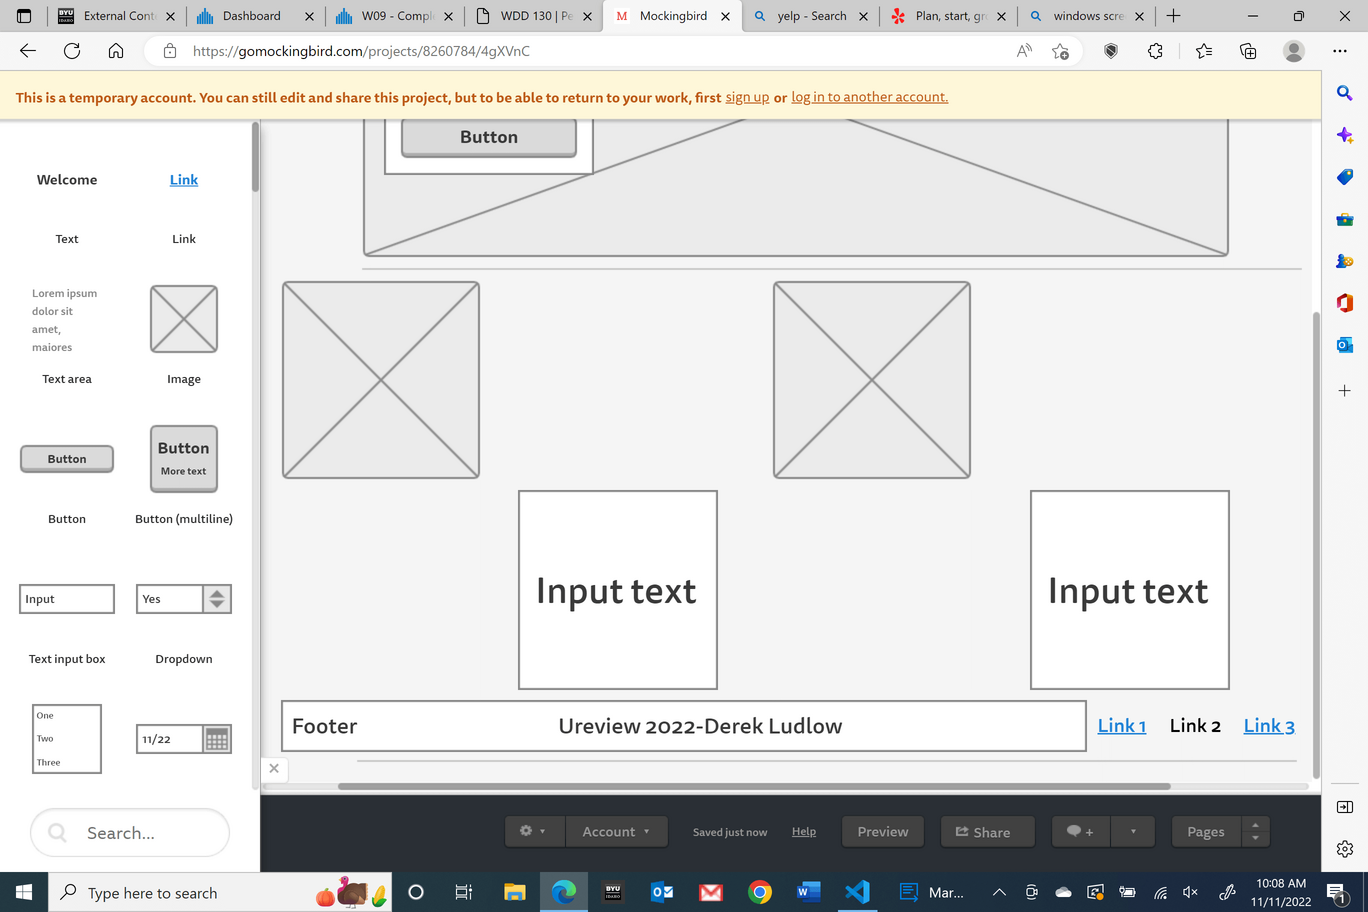 External Cont
Dashboard
W09 - Compl
WDD 130 | Pe
Mockingbird
yelp - Search
Plan, start, gr
windows scre
https://gomockingbird.com/projects/8260784/4gXVnC
This is a temporary account. You can still edit and share this project, but to be able to return to your work, first sign up or log in to another account.
Welcome
Link
Text
Link
Lorem ipsum
dolor sit
amet,
maiores
Text area
Image
Button
Button
More text
Button
Button (multiline)
Input
Yes
Text input box
Dropdown
One
Two
Three
11/22
Search...
Button
Input text
Input text
Footer
Ureview 2022-Derek Ludlow
Link 1
Link 2
Link 3
Account
Saved just now
Help
Preview
Share
+
Pages
Type here to search
BYU
IDAHO
Mar...
10:08 AM
11/11/2022
1